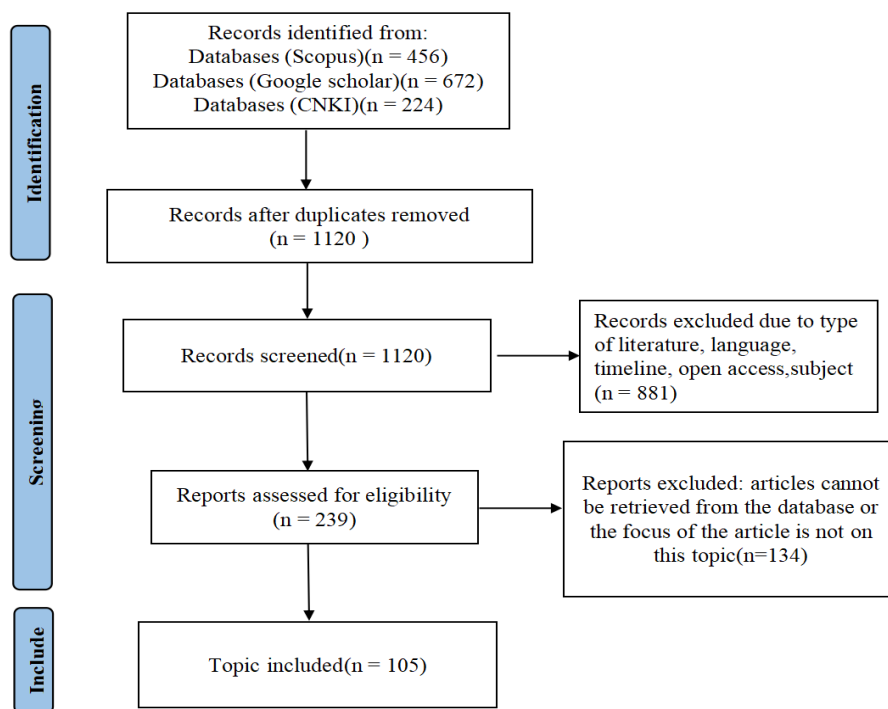 Identification
Records identified from:
Databases (Scopus)(n = 456)
Databases (Google scholar)(n = 672)
Databases (CNKI)(n = 224)
Records after duplicates removed
(n = 1120 )
Screening
Records screened(n = 1120)
Records excluded due to type
of literature, language,
timeline, open access,subject
(n = 881)
Reports assessed for eligibility
(n = 239)
Reports excluded: articles cannot
be retrieved from the database or
the focus of the article is not on
this topic(n=134)
Include
Topic included(n = 105)